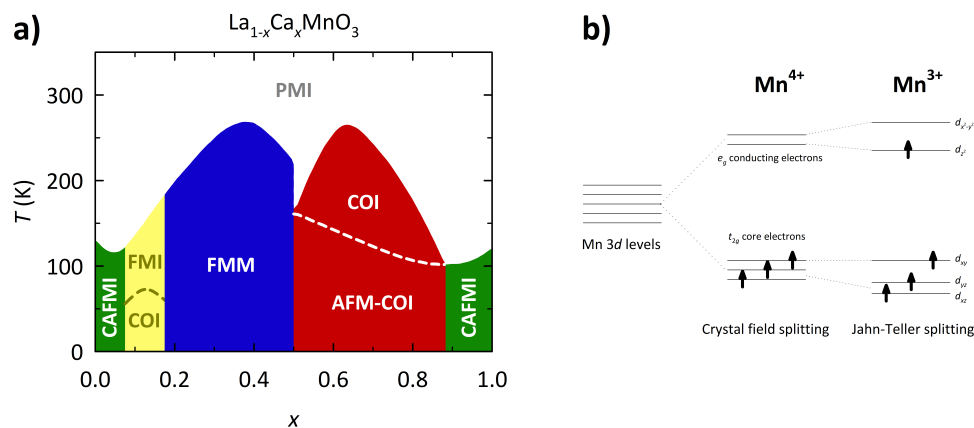 a)
La1-xCaxMnO3
T (K)
300
200
100
0
0.0 0.2 0.4 0.6 0.8 1.0
x
PMI
COI
FMI
FMM
AFM-COI
COI
CAFMI
CAFMI
b)
Mn4+
Mn3+
Mn 3d levels
eg conducting electrons
t2g core electrons
dx²-y²
dz²
dxy
dyz
dxz
Crystal field splitting
Jahn-Teller splitting